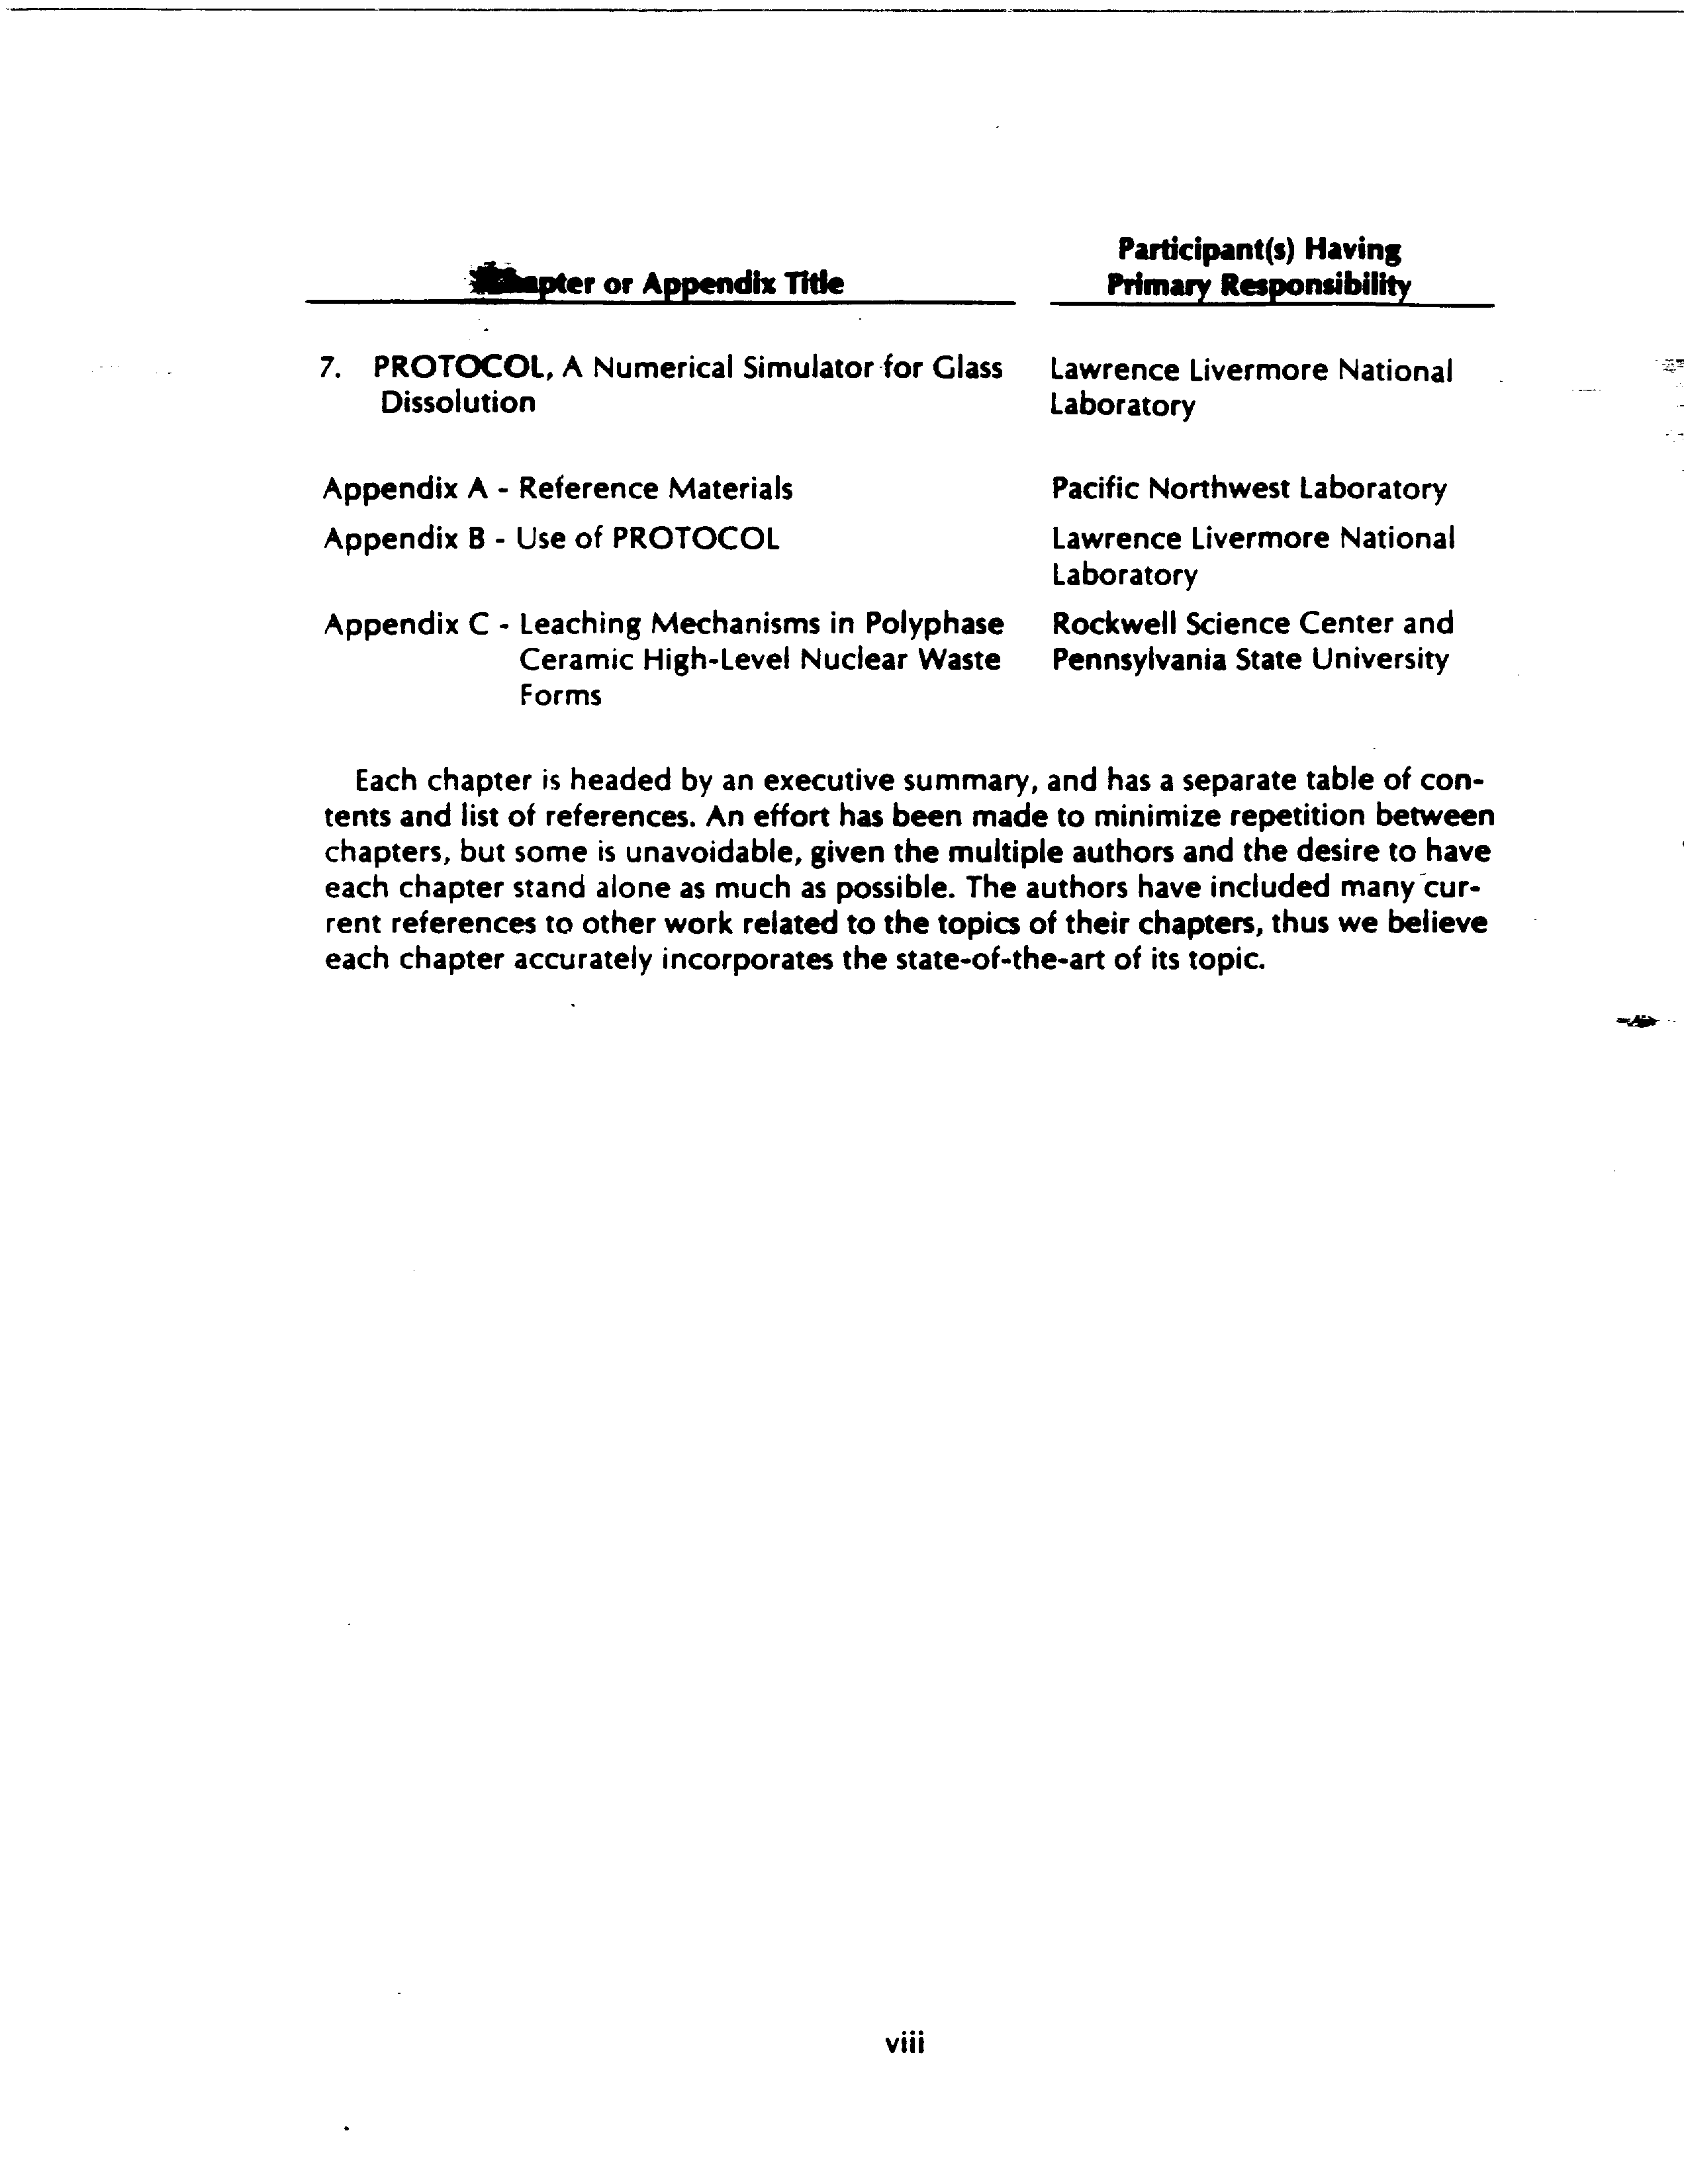 Chapter or Appendix Title
Participant(s) Having
Primary Responsibility
7. PROTOCOL, A Numerical Simulator for Glass
Dissolution
Lawrence Livermore National
Laboratory
Appendix A - Reference Materials
Pacific Northwest Laboratory
Appendix B - Use of PROTOCOL
Lawrence Livermore National
Laboratory
Appendix C - Leaching Mechanisms in Polyphase
Ceramic High-Level Nuclear Waste
Forms
Rockwell Science Center and
Pennsylvania State University
Each chapter is headed by an executive summary, and has a separate table of con-
tents and list of references. An effort has been made to minimize repetition between
chapters, but some is unavoidable, given the multiple authors and the desire to have
each chapter stand alone as much as possible. The authors have included many cur-
rent references to other work related to the topics of their chapters, thus we believe
each chapter accurately incorporates the state-of-the-art of its topic.
viii